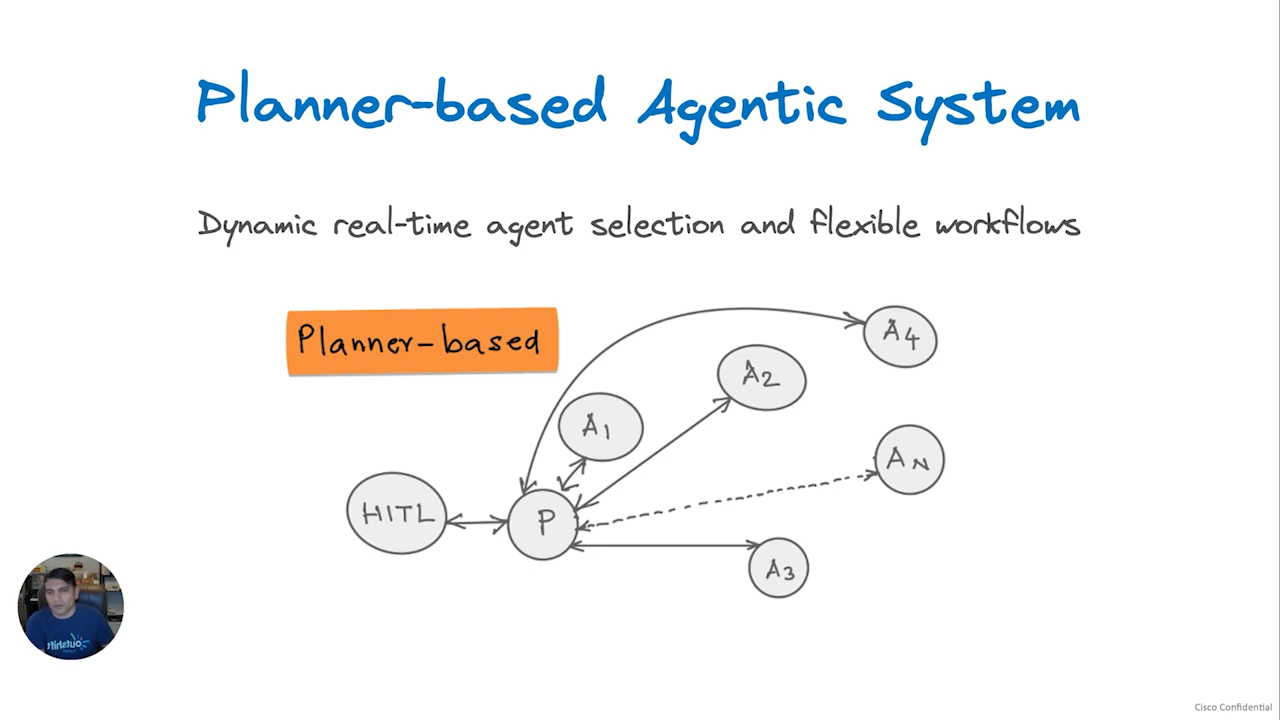 Planner-based Agentic System
Dynamic real-time agent selection and flexible workflows
Planner-based
A4
A2
A1
AN
HITL
P
A3
outshift
Cisco Confidential